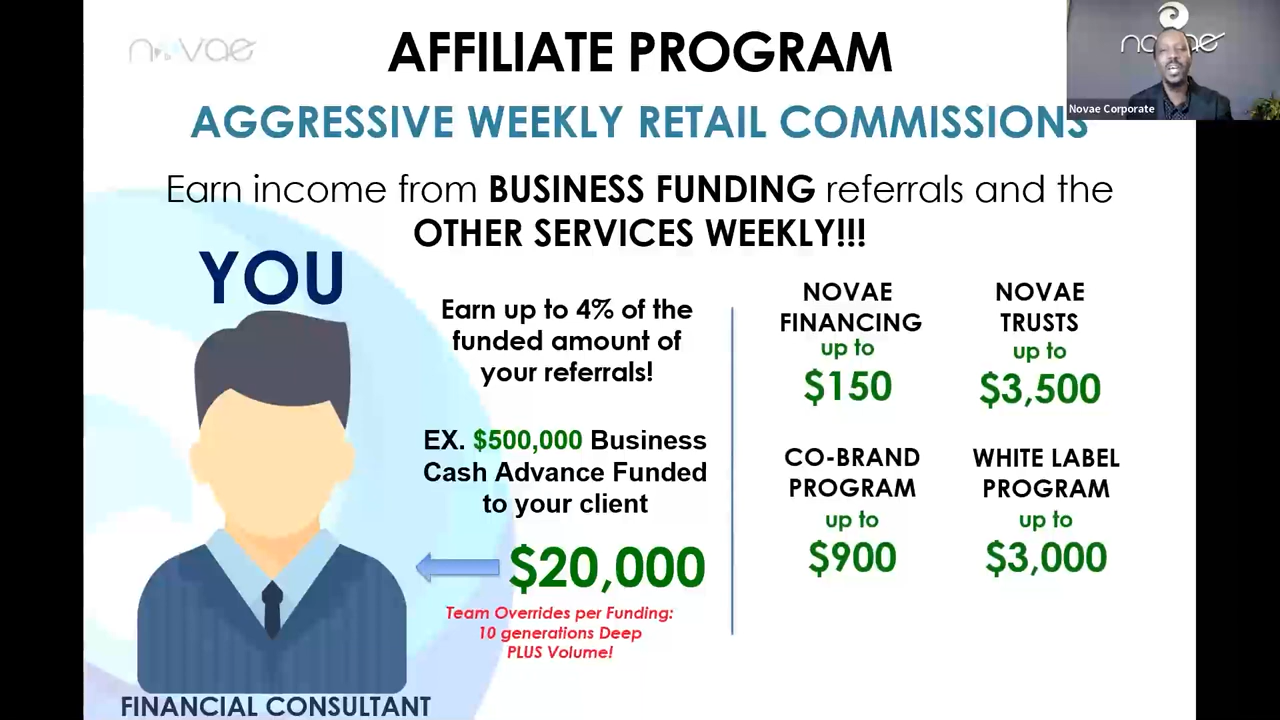 novae
AFFILIATE PROGRAM
AGGRESSIVE WEEKLY RETAIL COMMISSIONS
Earn income from BUSINESS FUNDING referrals and the
OTHER SERVICES WEEKLY!!!
YOU
Earn up to 4% of the
funded amount of
your referrals!
EX. $500,000 Business
Cash Advance Funded
to your client
$20,000
Team Overrides per Funding:
10 generations Deep
PLUS Volume!
FINANCIAL CONSULTANT
NOVAE
FINANCING
up to
$150
NOVAE
TRUSTS
up to
$3,500
CO-BRAND
PROGRAM
up to
$900
WHITE LABEL
PROGRAM
up to
$3,000
Novae Corporate